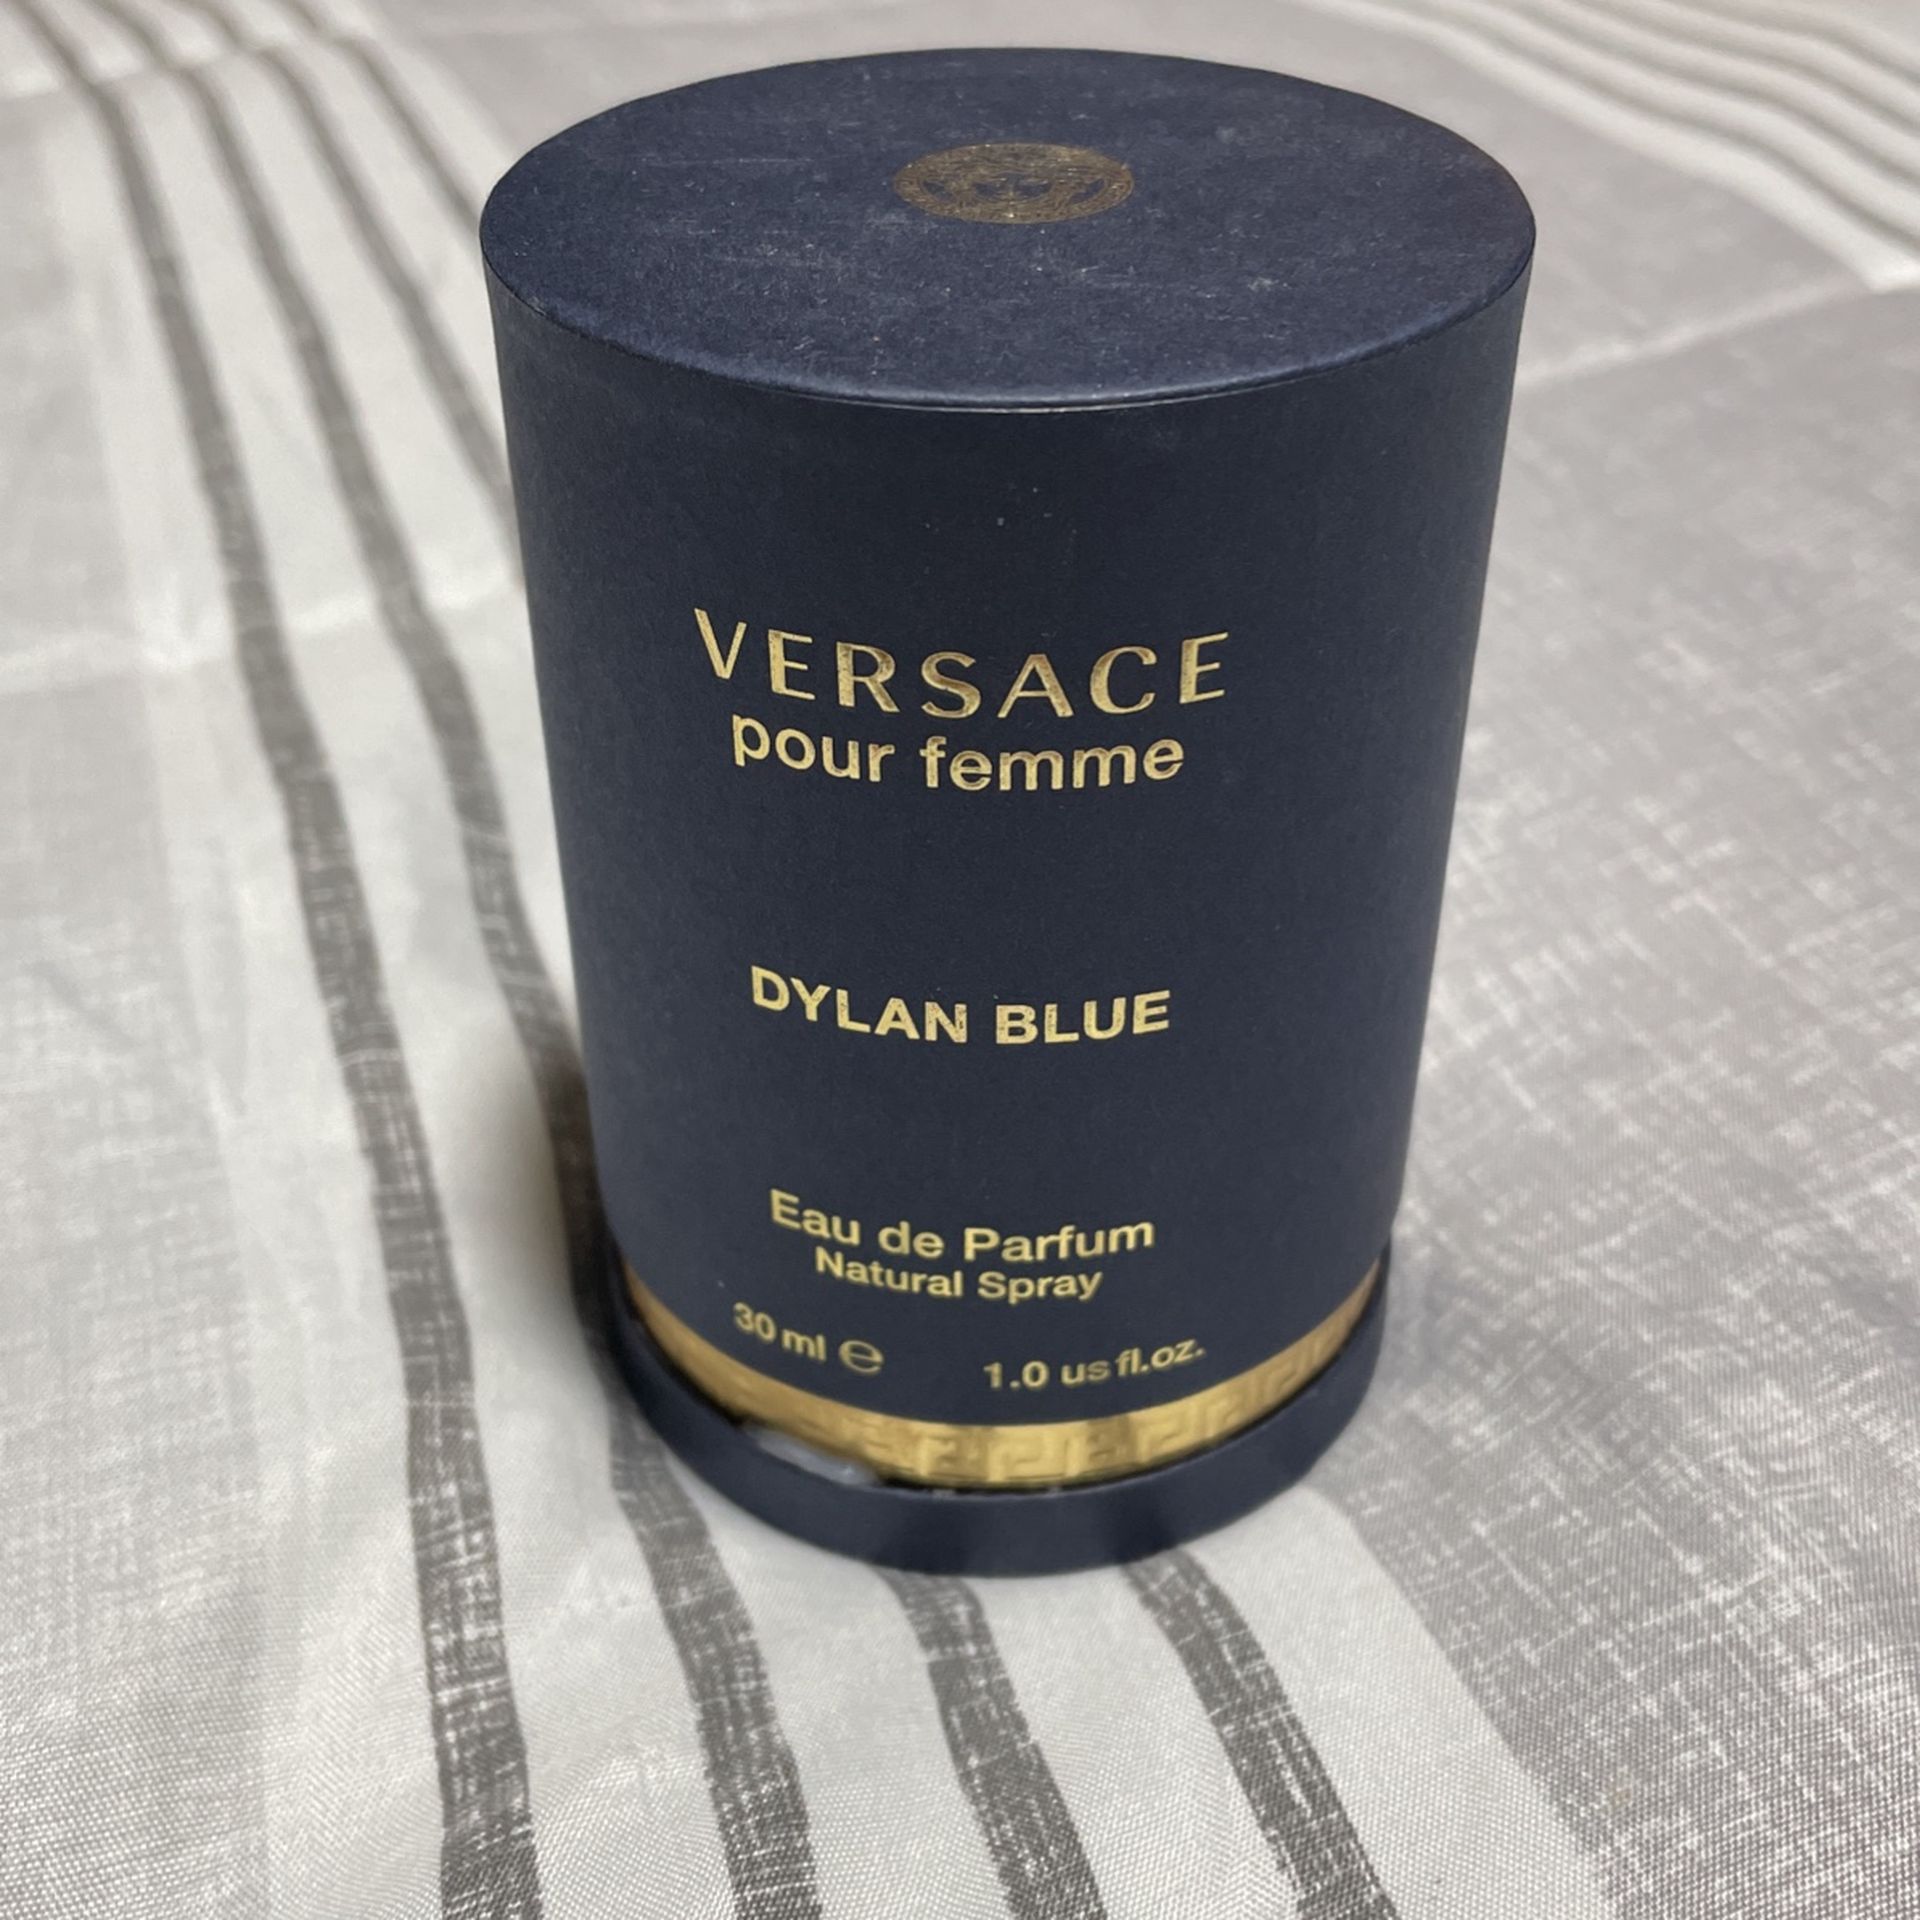 VERSACE
pour femme
DYLAN BLUE
Eau de Parfum
Natural Spray
30 ml ℮ 1.0 us fl.oz.